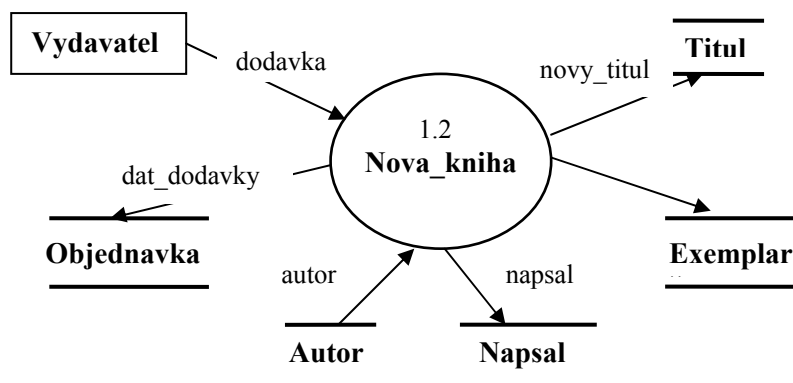 Vydavatel
dodavka
novy_titul
Titul
1.2
Nova_kniha
dat_dodavky
Objednavka
Exemplar
autor
napsal
Autor
Napsal